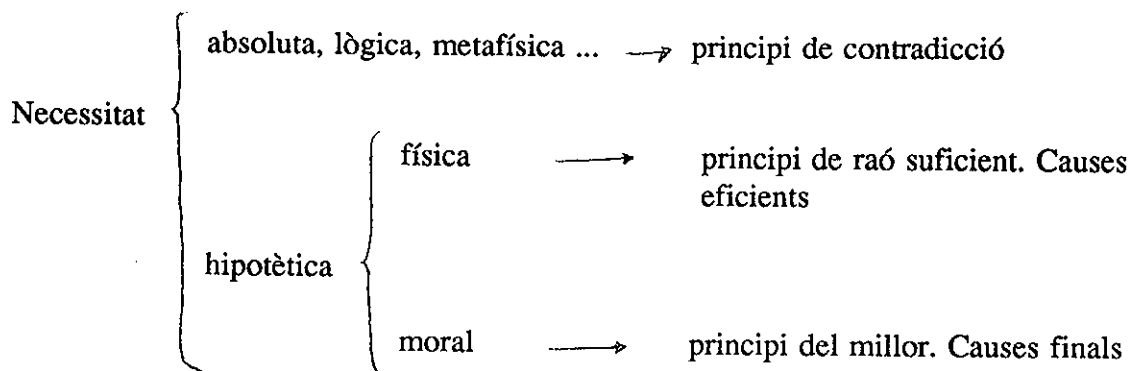 absoluta, lògica, metafísica ... → principi de contradicció
Necessitat
física → principi de raó suficient. Causes
eficients
hipotètica
moral → principi del millor. Causes finals